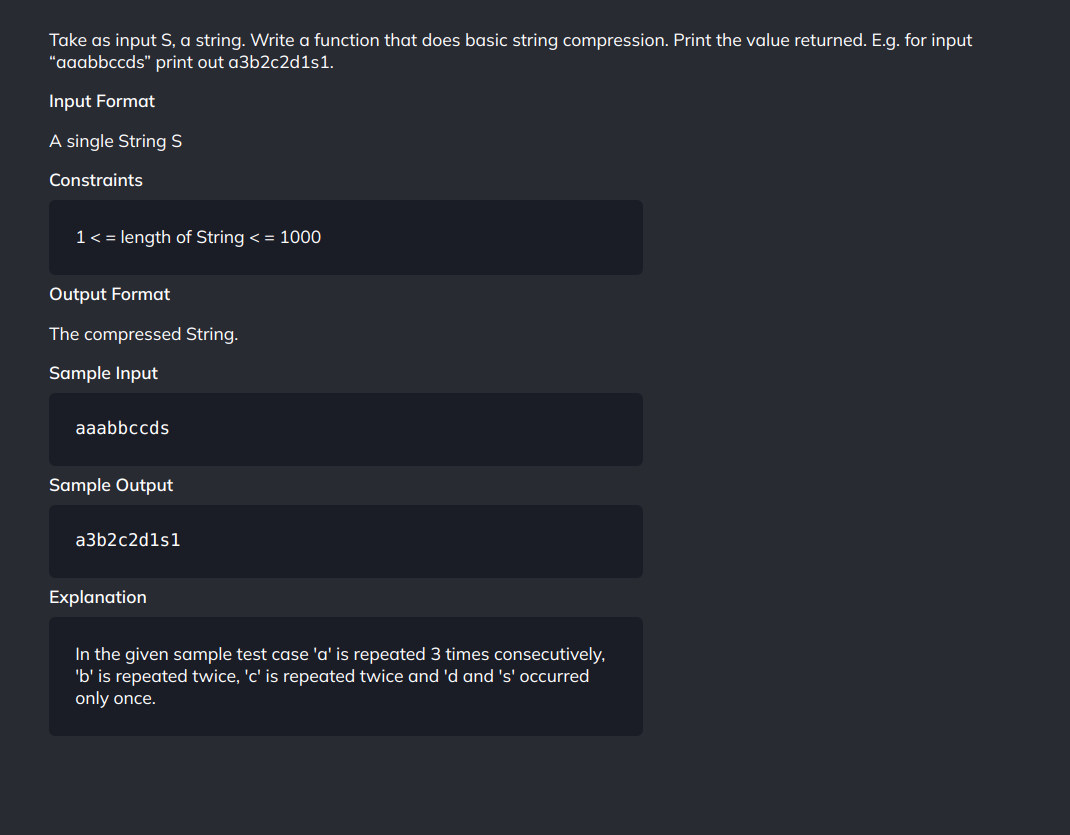 Take as input S, a string. Write a function that does basic string compression. Print the value returned. E.g. for input
“aaabbccds” print out a3b2c2d1s1.
Input Format
A single String S
Constraints
1 < = length of String < = 1000
Output Format
The compressed String.
Sample Input
aaabbccds
Sample Output
a3b2c2d1s1
Explanation
In the given sample test case 'a' is repeated 3 times consecutively,
'b' is repeated twice, 'c' is repeated twice and 'd and 's' occurred
only once.